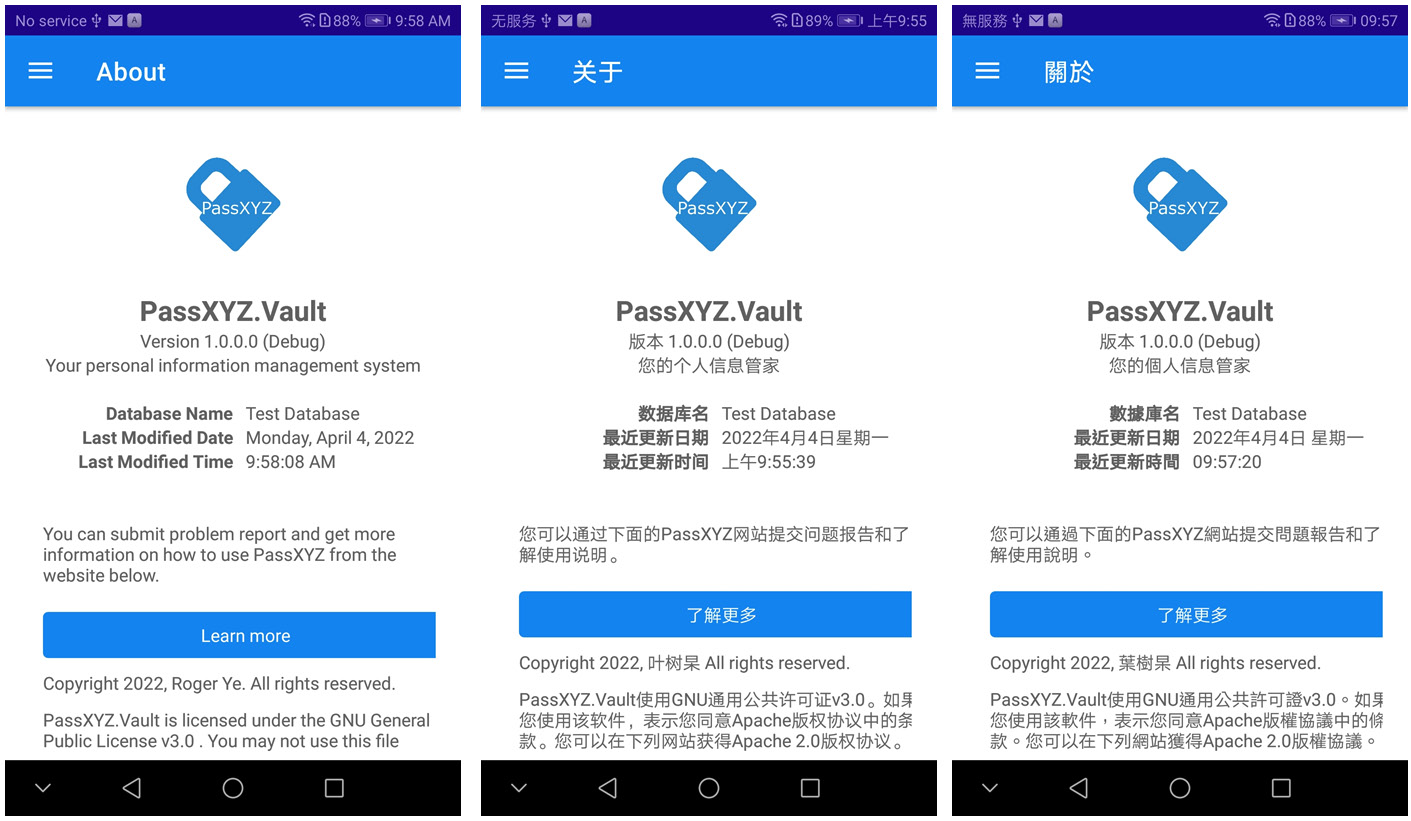 No service 88% 9:58 AM
About
PassXYZ
PassXYZ.Vault
Version 1.0.0.0 (Debug)
Your personal information management system
Database Name Test Database
Last Modified Date Monday, April 4, 2022
Last Modified Time 9:58:08 AM
You can submit problem report and get more
information on how to use PassXYZ from the
website below.
Learn more
Copyright 2022, Roger Ye. All rights reserved.
PassXYZ.Vault is licensed under the GNU General
Public License v3.0 . You may not use this file
无服务 89% 上午9:55
关于
PassXYZ
PassXYZ.Vault
版本 1.0.0.0 (Debug)
您的个人信息管家
数据库名 Test Database
最近更新日期 2022年4月4日星期一
最近更新时间 上午9:55:39
您可以通过下面的PassXYZ网站提交问题报告和了
解使用说明。
了解更多
Copyright 2022, 叶树杲 All rights reserved.
PassXYZ.Vault使用GNU通用公共许可证v3.0。如果
您使用该软件，表示您同意Apache版权协议中的条
款。您可以在下列网站获得Apache 2.0版权协议。
無服務 88% 09:57
關於
PassXYZ
PassXYZ.Vault
版本 1.0.0.0 (Debug)
您的個人信息管家
數據庫名 Test Database
最近更新日期 2022年4月4日 星期一
最近更新時間 09:57:20
您可以通過下面的PassXYZ網站提交問題報告和了
解使用說明。
了解更多
Copyright 2022, 葉樹杲 All rights reserved.
PassXYZ.Vault使用GNU通用公共許可證v3.0。如果
您使用該軟件，表示您同意Apache版權協議中的條
款。您可以在下列網站獲得Apache 2.0版權協議。